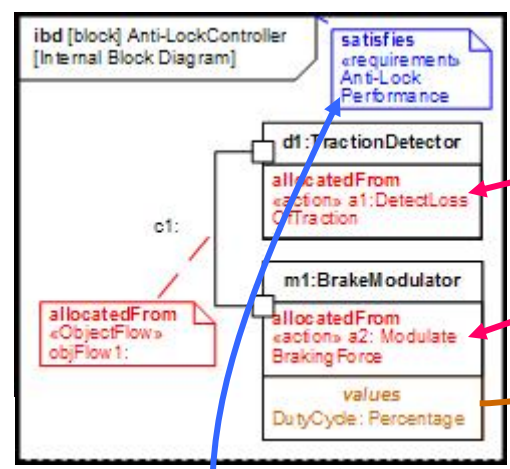 ibd [block] Anti-LockController
[Internal Block Diagram]
satisfies
«requirement»
Anti-Lock
Performance
d1:TractionDetector
allocatedFrom
«action» a1:DetectLoss
OfTraction
c1:
m1:BrakeModulator
allocatedFrom
«ObjectFlow»
objFlow1:
allocatedFrom
«action» a2: Modulate
BrakingForce
values
DutyCycle: Percentage